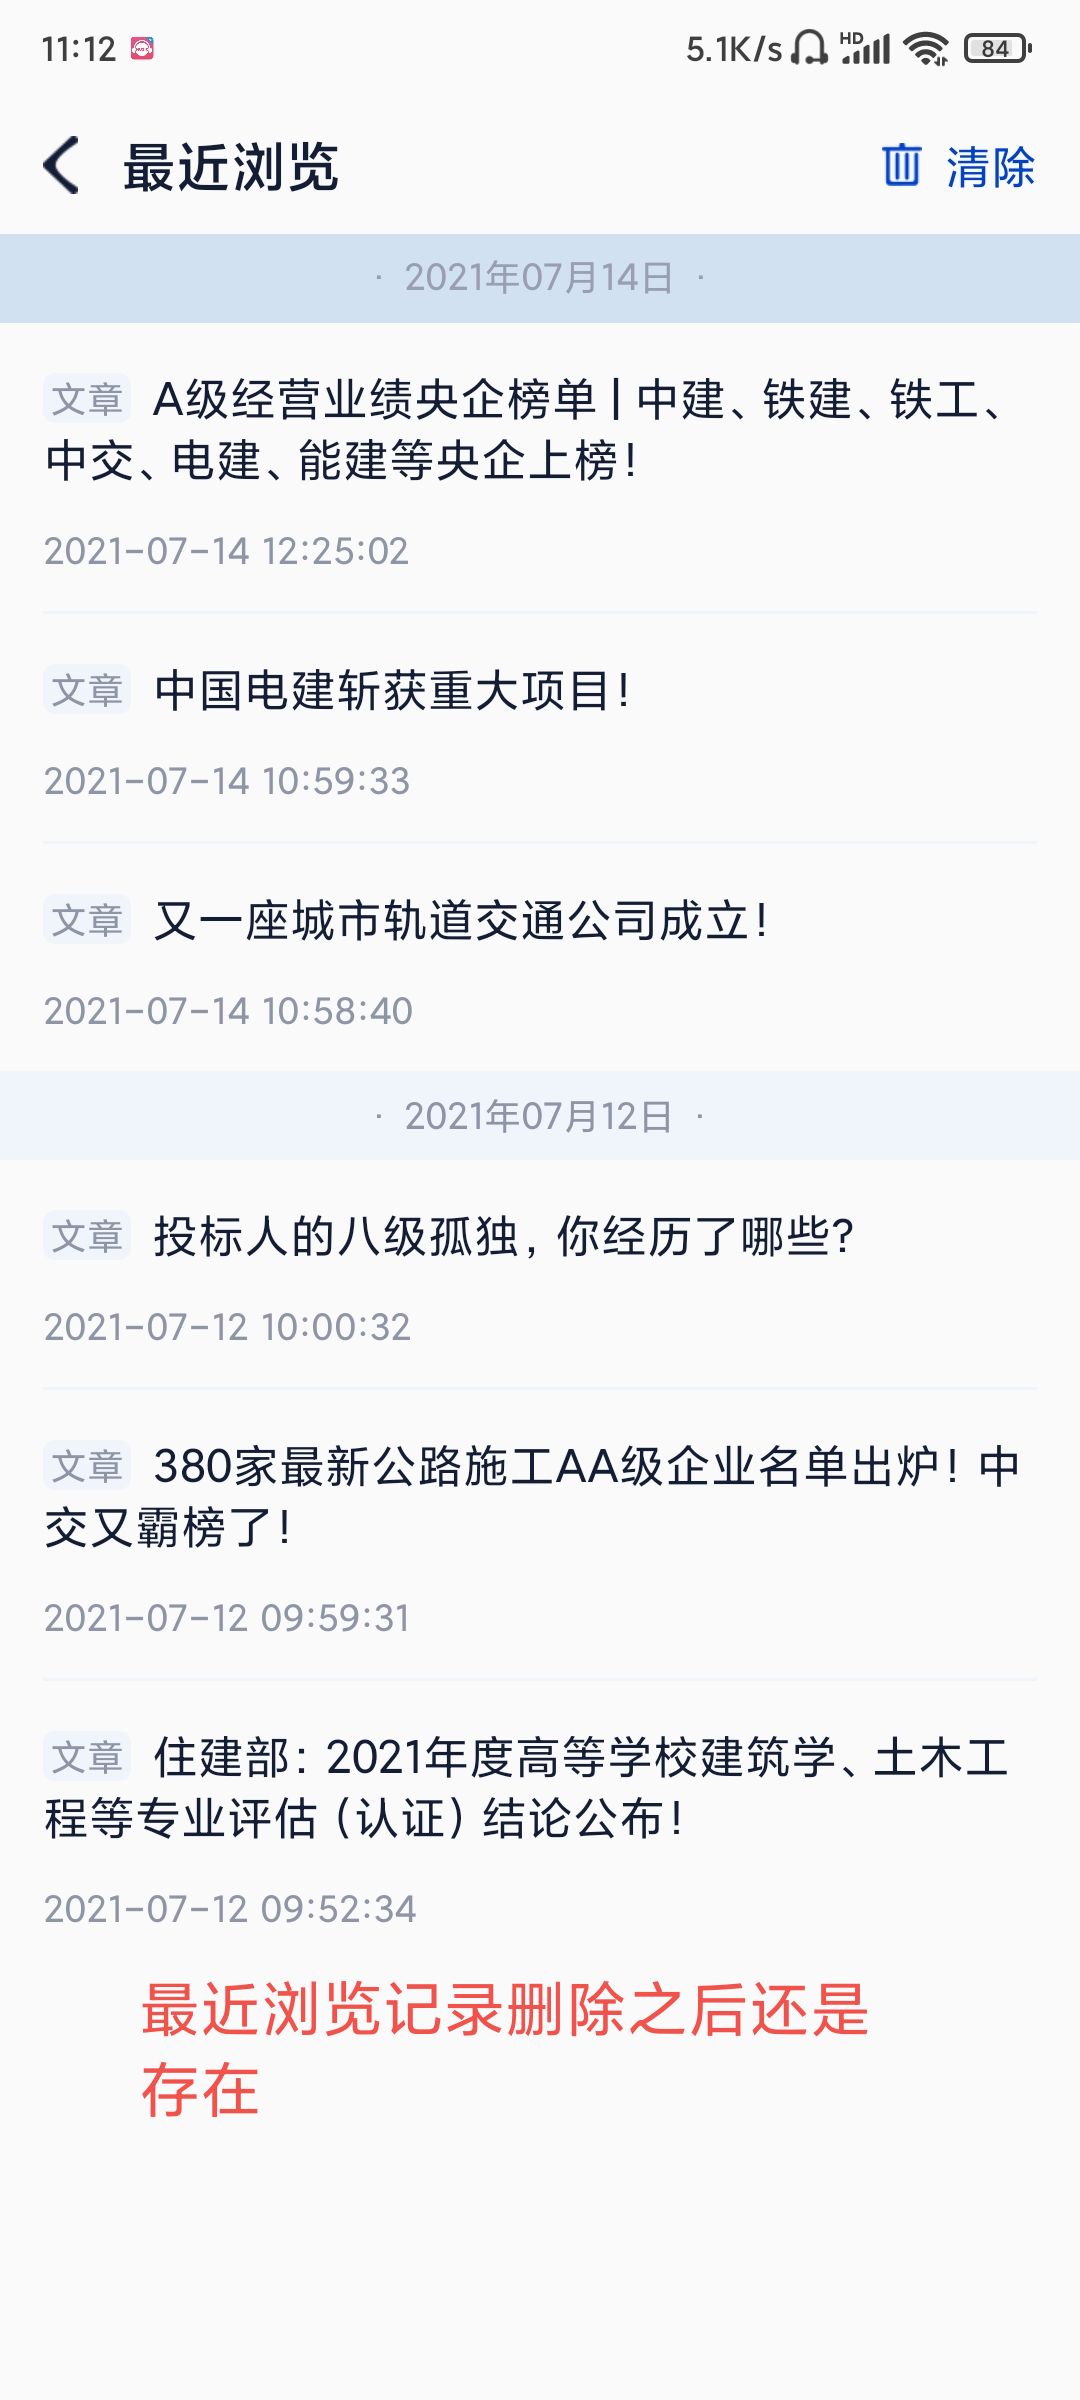 11:12
5.1K/s HD 84
最近浏览
清除
· 2021年07月14日 ·
文章 A级经营业绩央企榜单 | 中建、铁建、铁工、
中交、电建、能建等央企上榜！
2021-07-14 12:25:02
文章 中国电建斩获重大项目！
2021-07-14 10:59:33
文章 又一座城市轨道交通公司成立！
2021-07-14 10:58:40
· 2021年07月12日 ·
文章 投标人的八级孤独，你经历了哪些?
2021-07-12 10:00:32
文章 380家最新公路施工AA级企业名单出炉！中
交又霸榜了！
2021-07-12 09:59:31
文章 住建部：2021年度高等学校建筑学、土木工
程等专业评估（认证）结论公布！
2021-07-12 09:52:34
最近浏览记录删除之后还是
存在